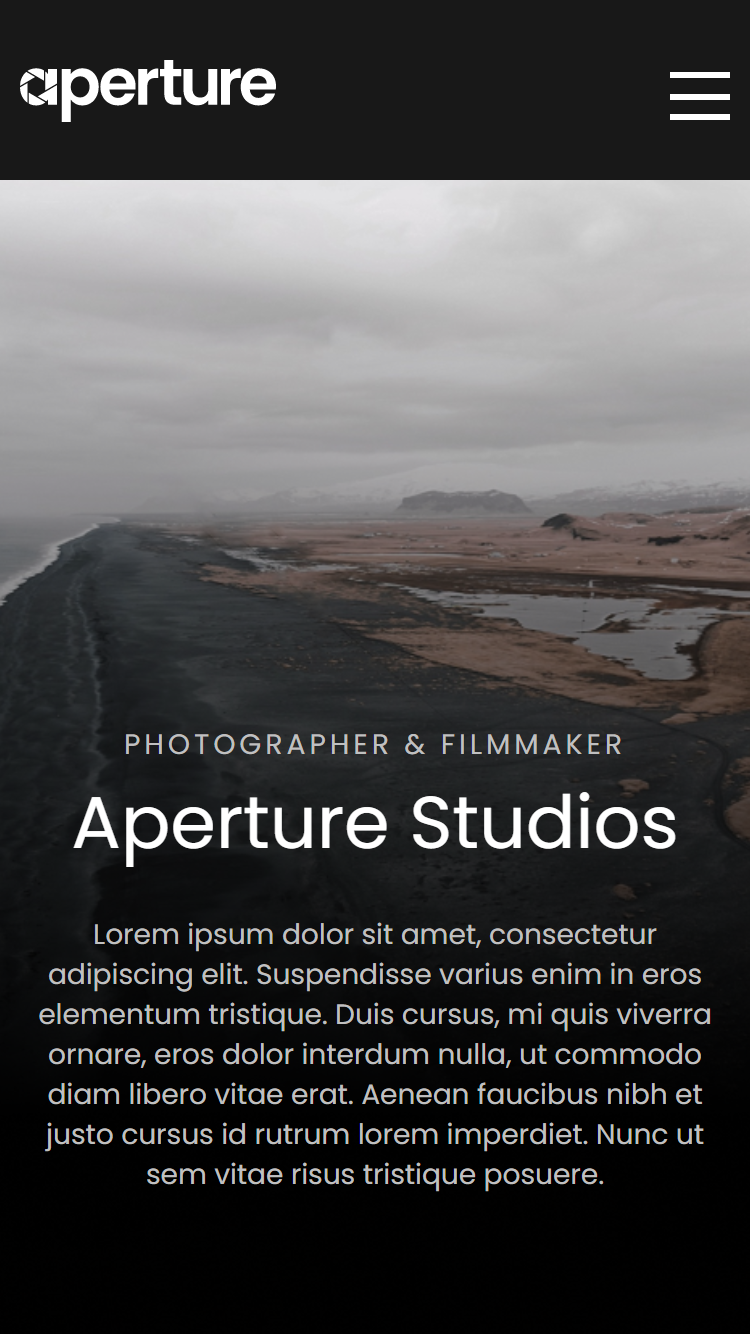 aperture
PHOTOGRAPHER & FILMMAKER
Aperture Studios
Lorem ipsum dolor sit amet, consectetur
adipiscing elit. Suspendisse varius enim in eros
elementum tristique. Duis cursus, mi quis viverra
ornare, eros dolor interdum nulla, ut commodo
diam libero vitae erat. Aenean faucibus nibh et
justo cursus id rutrum lorem imperdiet. Nunc ut
sem vitae risus tristique posuere.